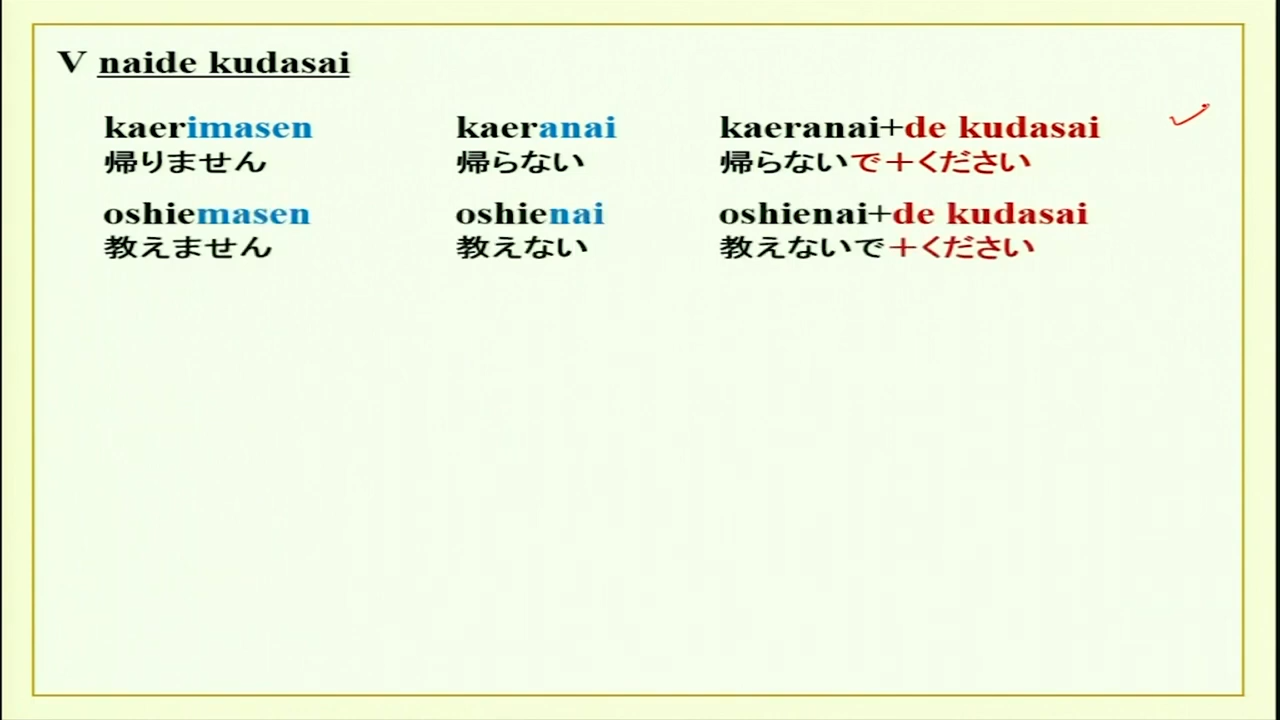 V naide kudasai
kaerimasen kaeranai kaeranai+de kudasai
帰りません 帰らない 帰らないで＋ください
oshiemasen oshienai oshienai+de kudasai
教えません 教えない 教えないで＋ください